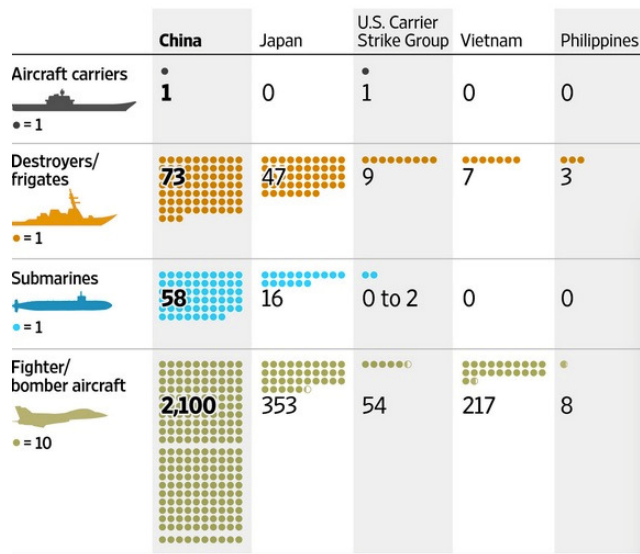 China
Japan
U.S. Carrier
Strike Group
Vietnam
Philippines
Aircraft carriers
= 1
1
0
1
0
0
Destroyers/
frigates
= 1
73
47
9
7
3
Submarines
= 1
58
16
0 to 2
0
0
Fighter/
bomber aircraft
= 10
2,100
353
54
217
8